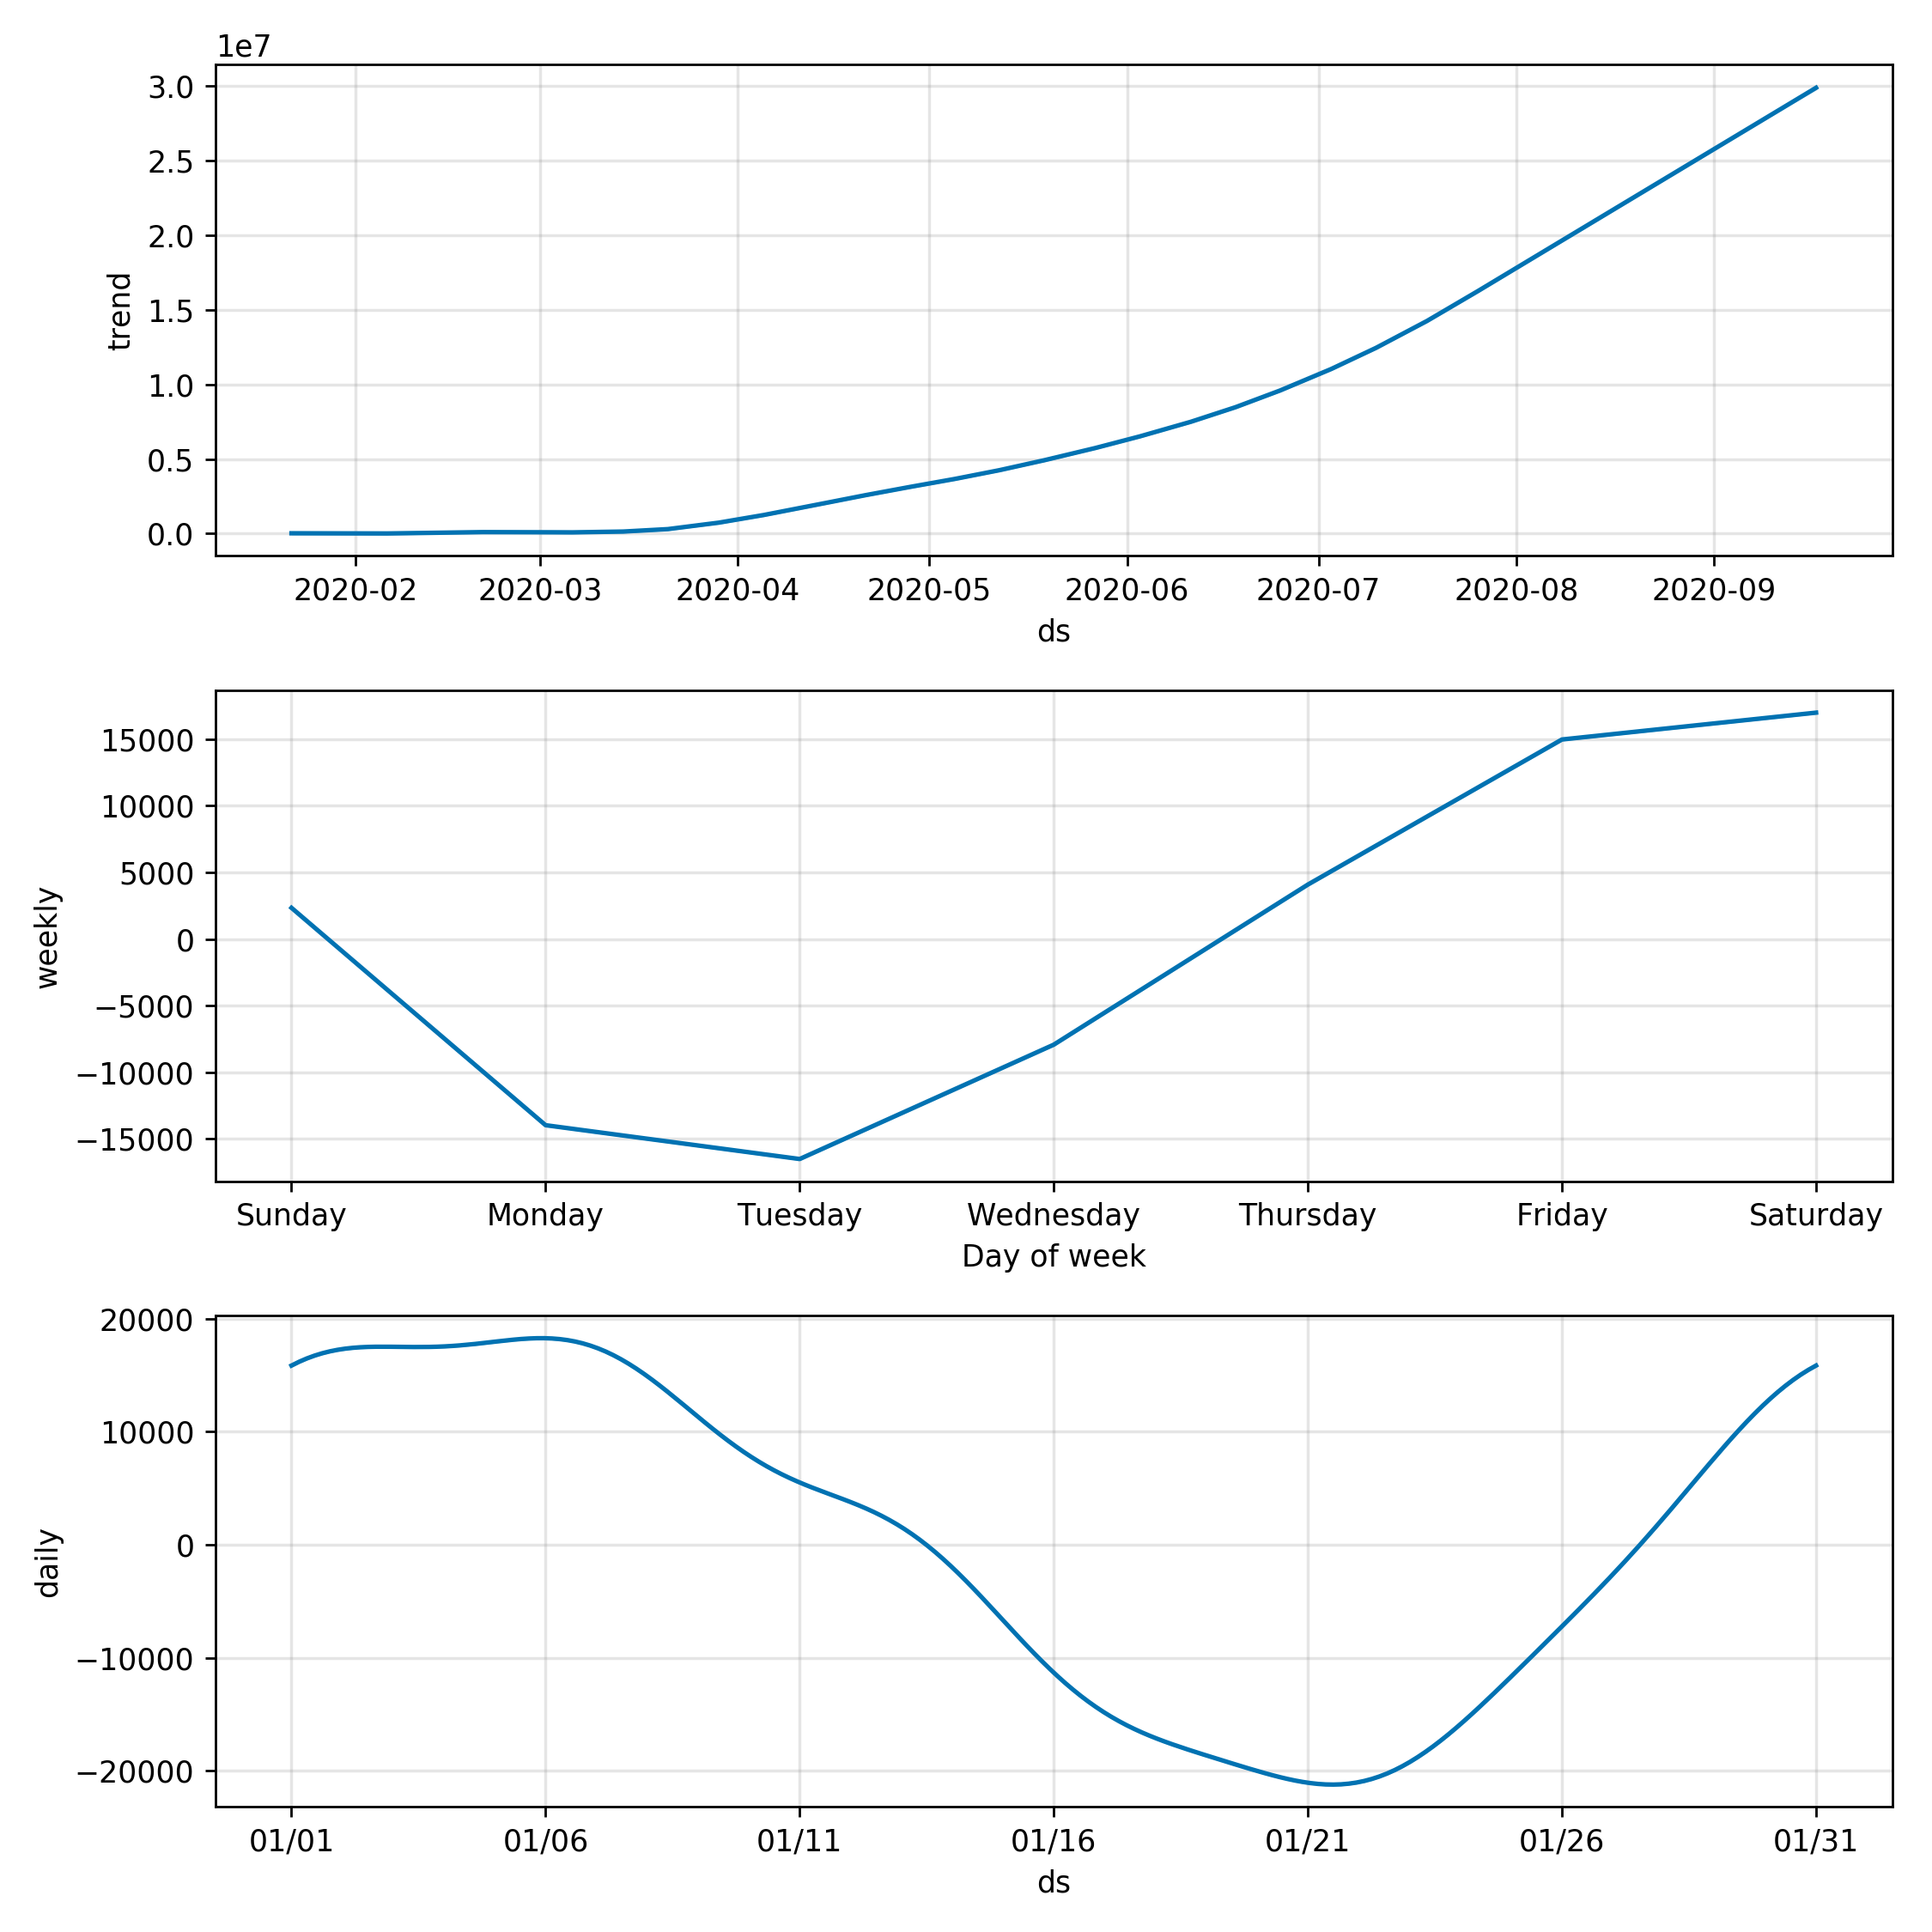 1e7
3.0
2.5
2.0
1.5
1.0
0.5
0.0
trend
2020-02 2020-03 2020-04 2020-05 2020-06 2020-07 2020-08 2020-09
ds
15000
10000
5000
0
−5000
−10000
−15000
weekly
Sunday Monday Tuesday Wednesday Thursday Friday Saturday
Day of week
20000
10000
0
−10000
−20000
daily
01/01 01/06 01/11 01/16 01/21 01/26 01/31
ds